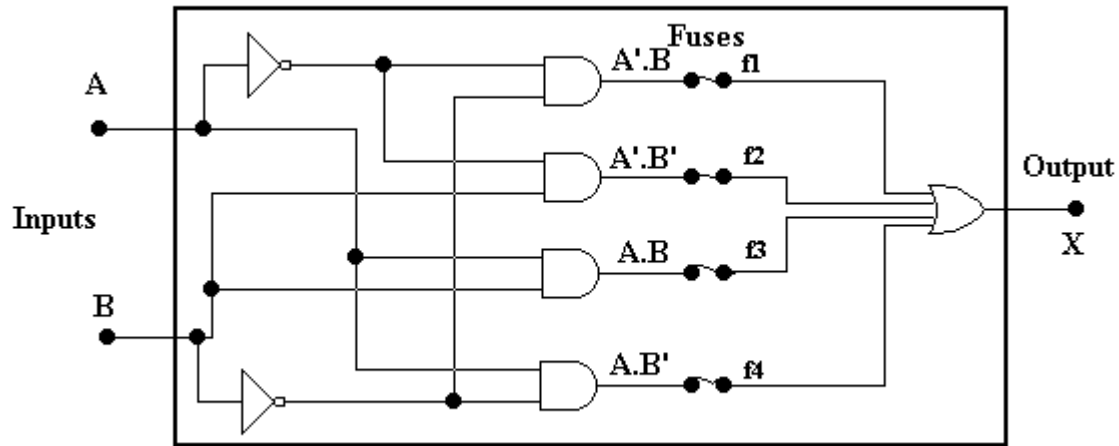 Fuses
A'.B
f1
A
A'.B'
f2
Output
Inputs
A.B
f3
X
B
A.B'
f4